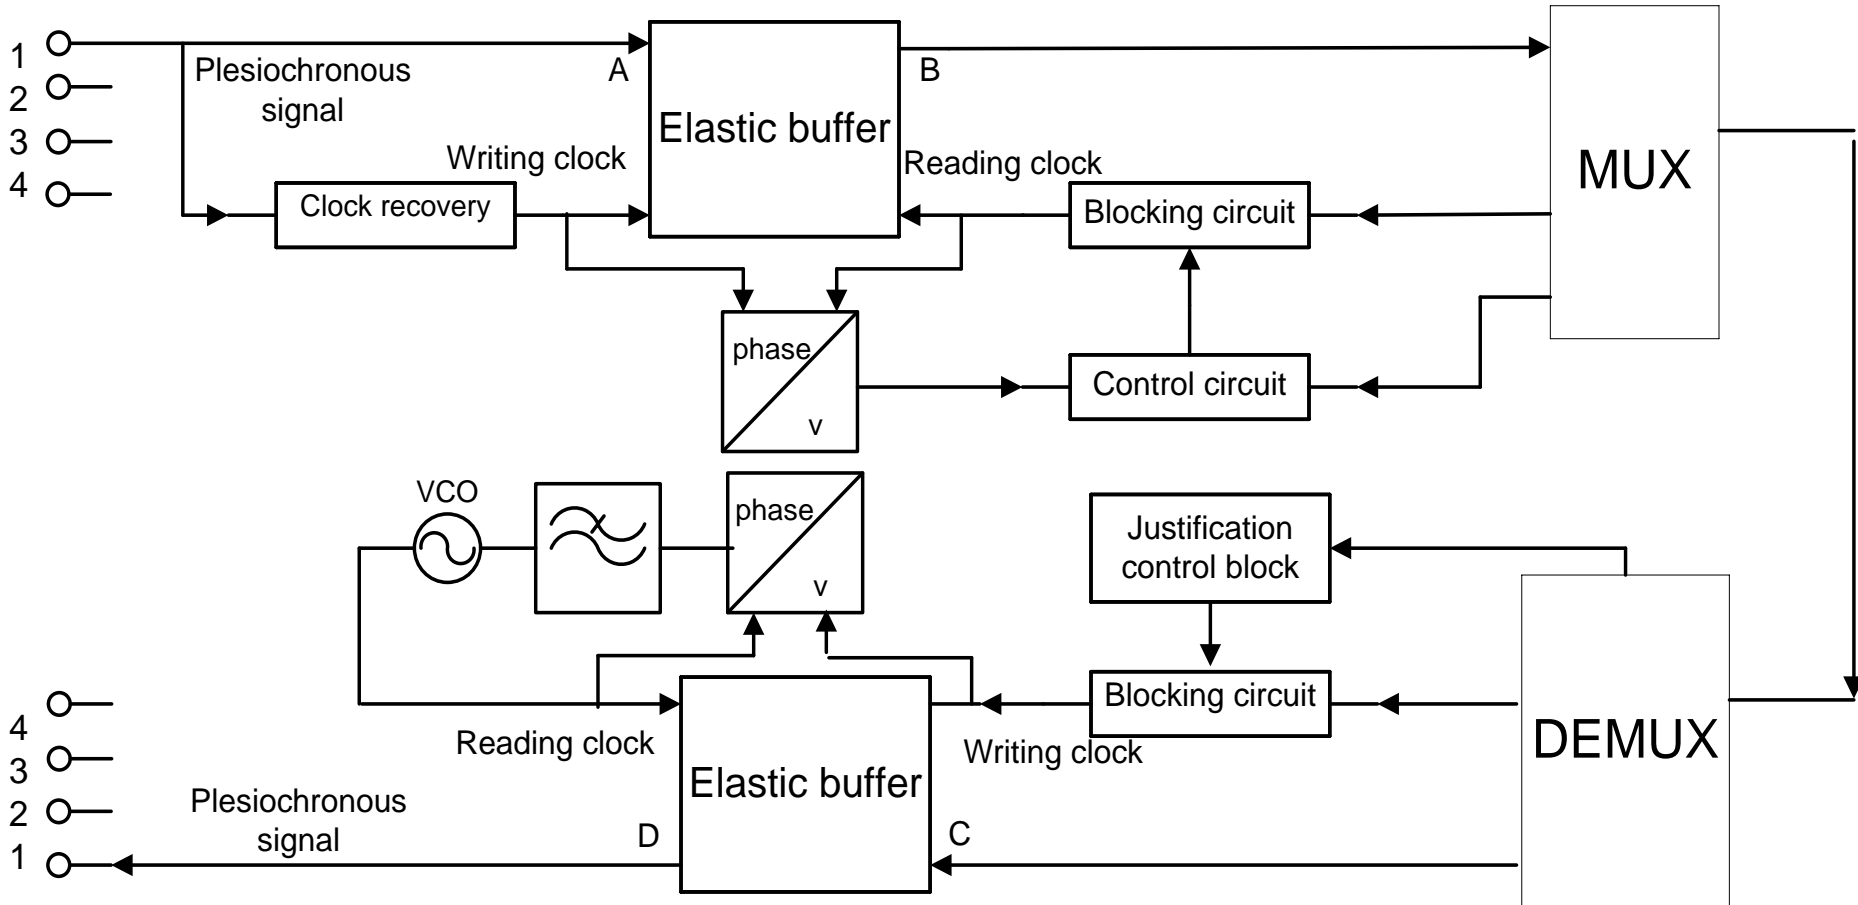 1
2
3
4
Plesiochronous
signal
A
B
Elastic buffer
Writing clock
Reading clock
Clock recovery
Blocking circuit
MUX
phase
v
Control circuit
VCO
phase
v
Justification
control block
Blocking circuit
DEMUX
4
3
2
1
Reading clock
Writing clock
Elastic buffer
Plesiochronous
signal
D
C